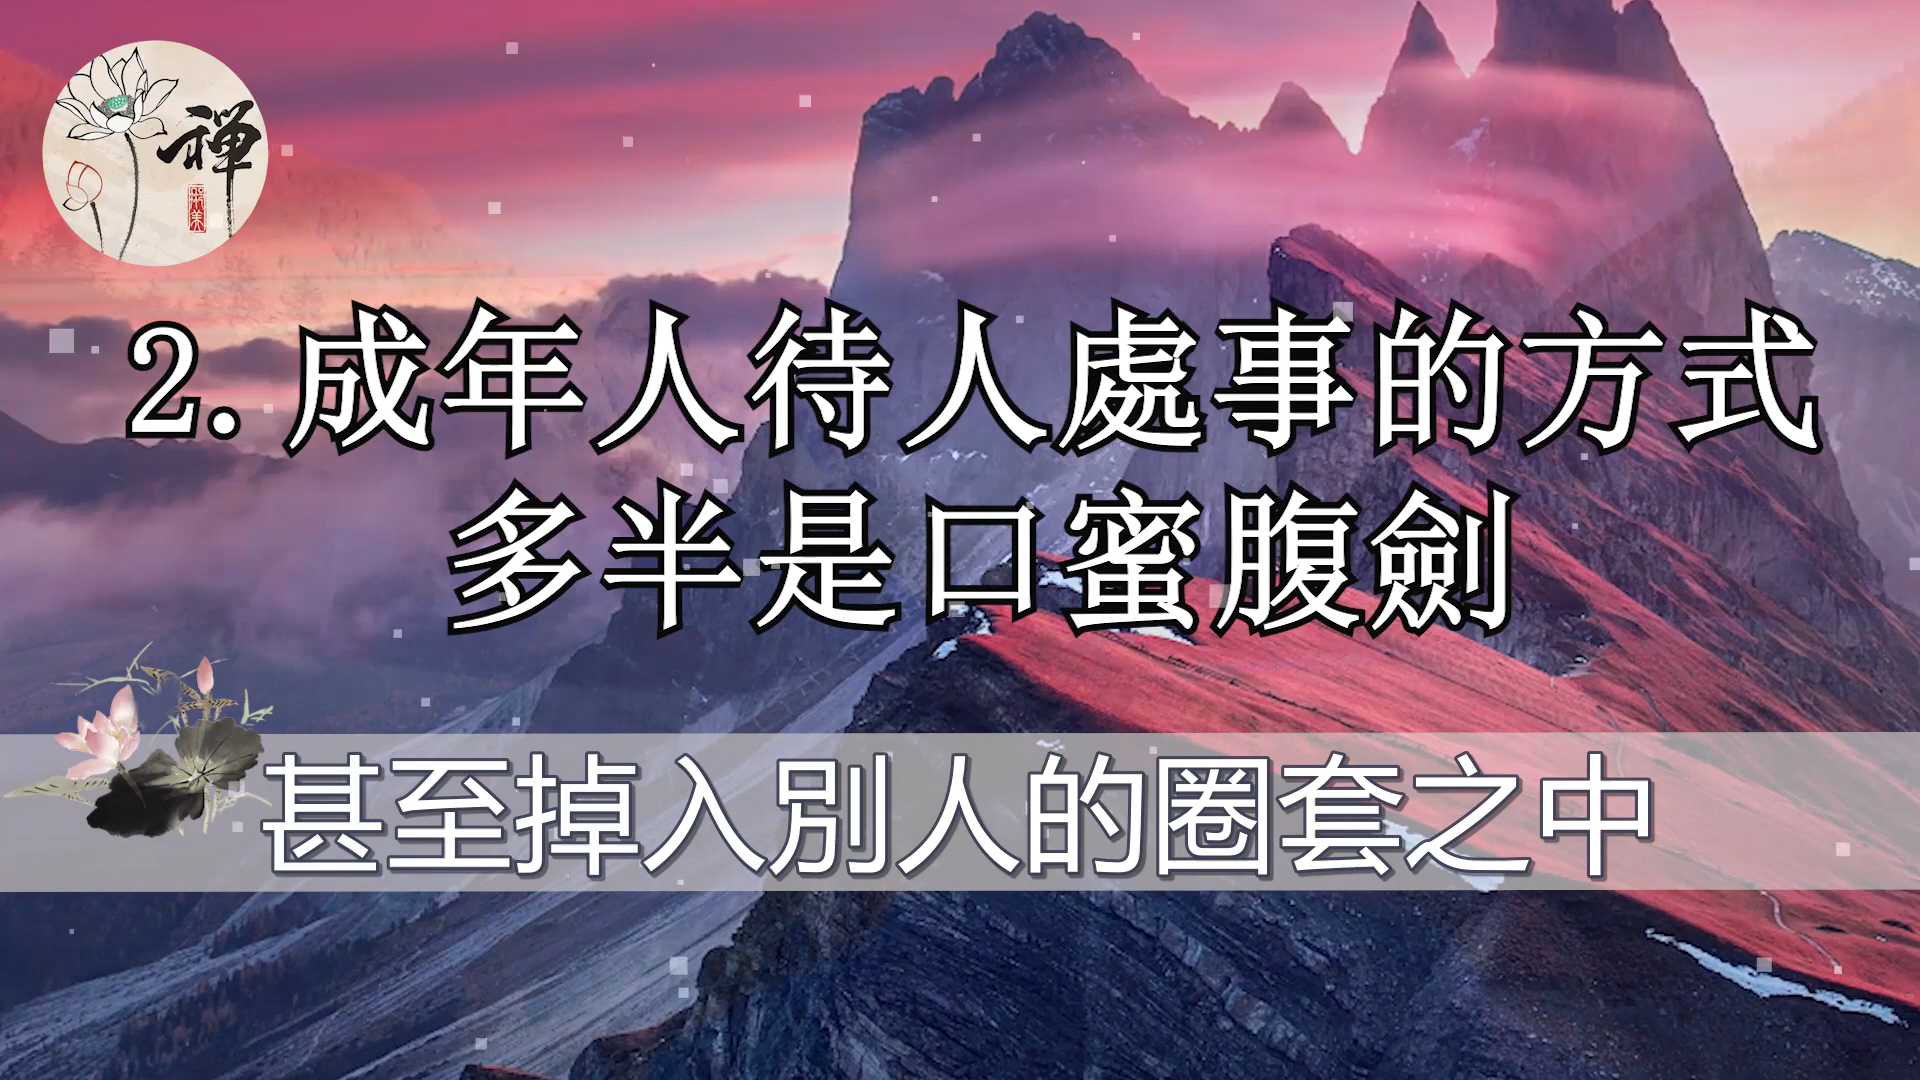 禅
2.成年人待人處事的方式
多半是口蜜腹劍
甚至掉入別人的圈套之中